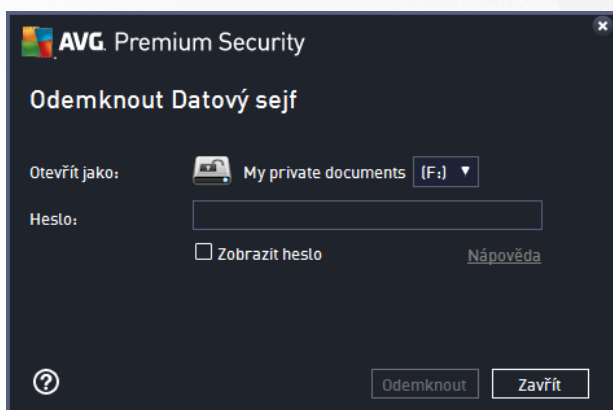 AVG. Premium Security
Odemknout Datový sejf
Otevřít jako: My private documents (F:)
Heslo:
Zobrazit heslo Nápověda
Odemknout Zavřít